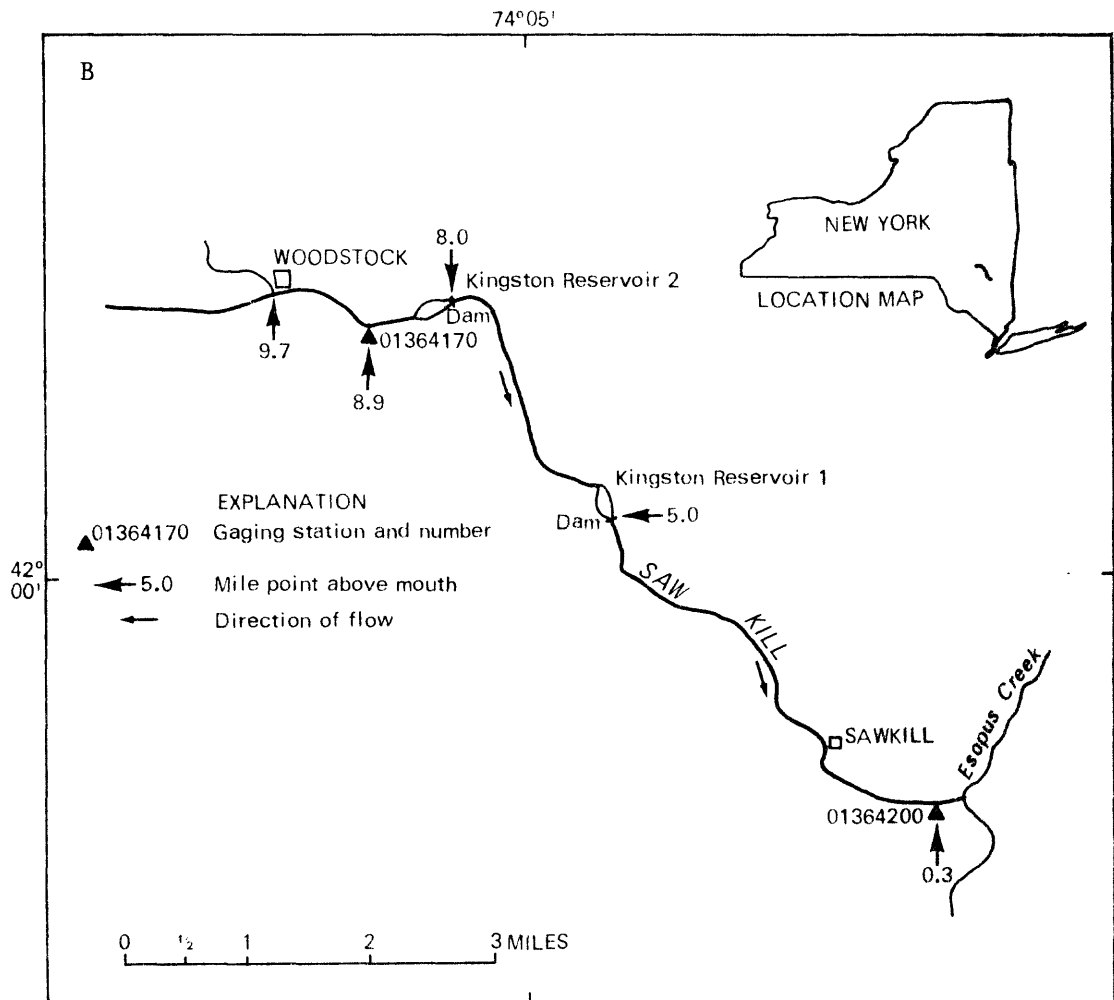 74°05'
B
NEW YORK
LOCATION MAP
8.0
WOODSTOCK
Kingston Reservoir 2
Dam
01364170
9.7
8.9
Kingston Reservoir 1
Dam
5.0
EXPLANATION
01364170 Gaging station and number
5.0 Mile point above mouth
Direction of flow
42°
00'
SAW KILL
SAWKILL
Esopus Creek
01364200
0.3
0 ½ 1 2 3 MILES